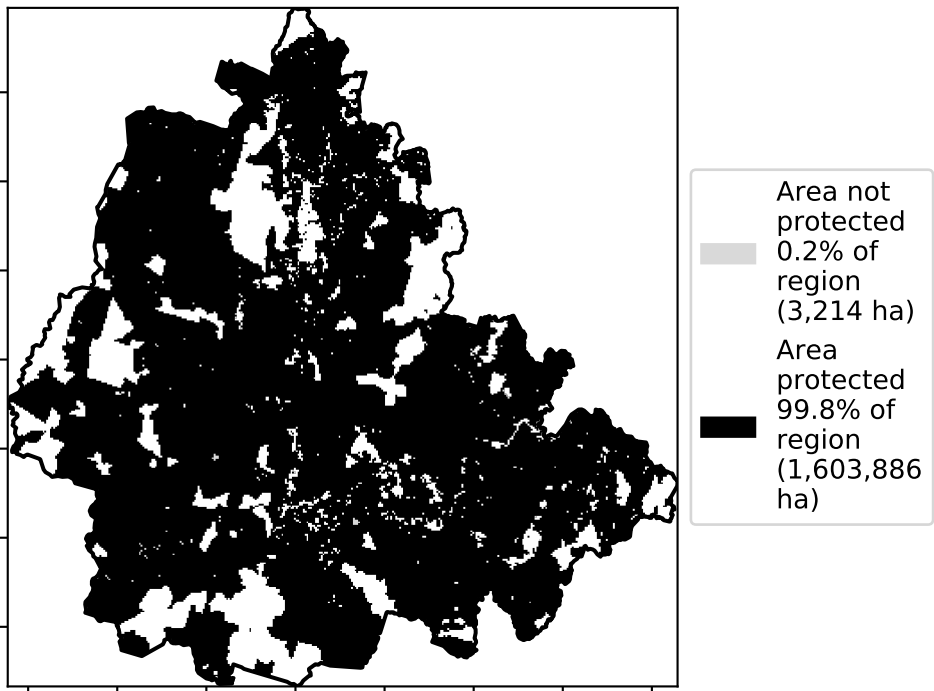 Area not
protected
0.2% of
region
(3,214 ha)
Area
protected
99.8% of
region
(1,603,886
ha)